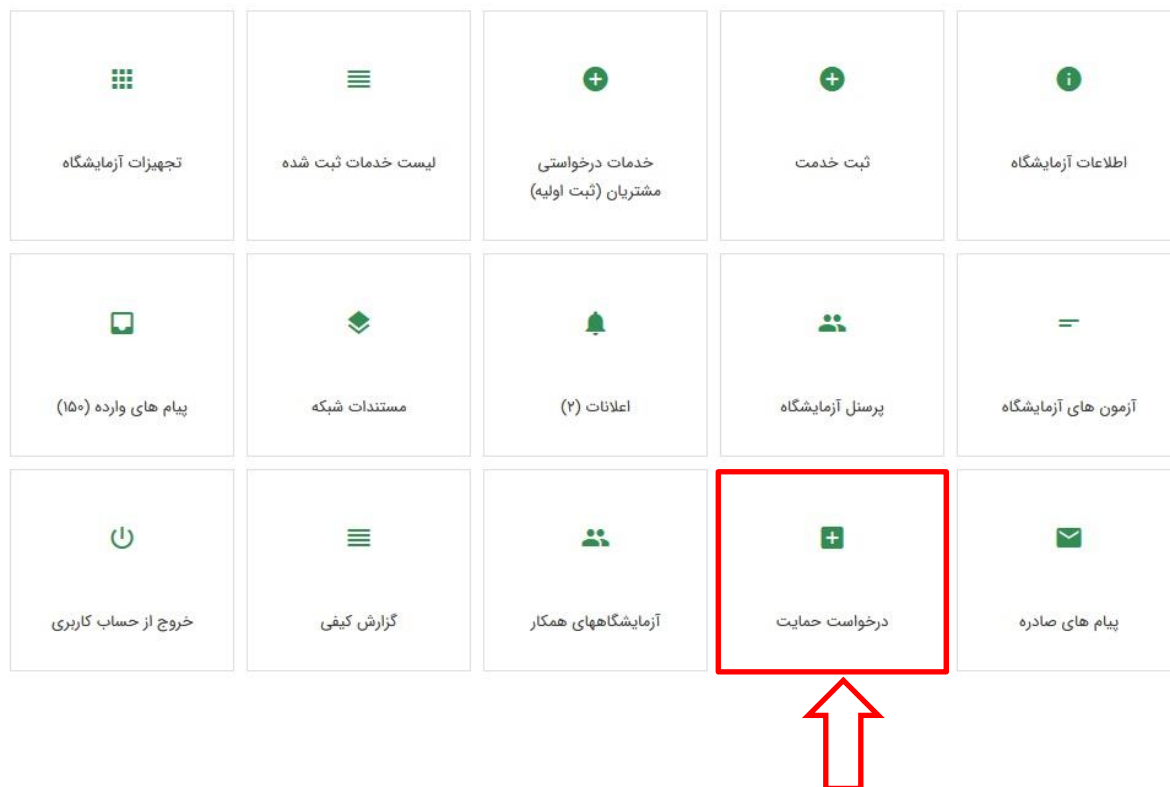 اطلاعات آزمایشگاه
ثبت خدمت
خدمات درخواستی
مشتریان (ثبت اولیه)
لیست خدمات ثبت شده
تجهیزات آزمایشگاه
آزمون های آزمایشگاه
پرسنل آزمایشگاه
اعلانات (۲)
مستندات شبکه
پیام های وارده (۱۵۰)
پیام های صادره
درخواست حمایت
آزمایشگاههای همکار
گزارش کیفی
خروج از حساب کاربری